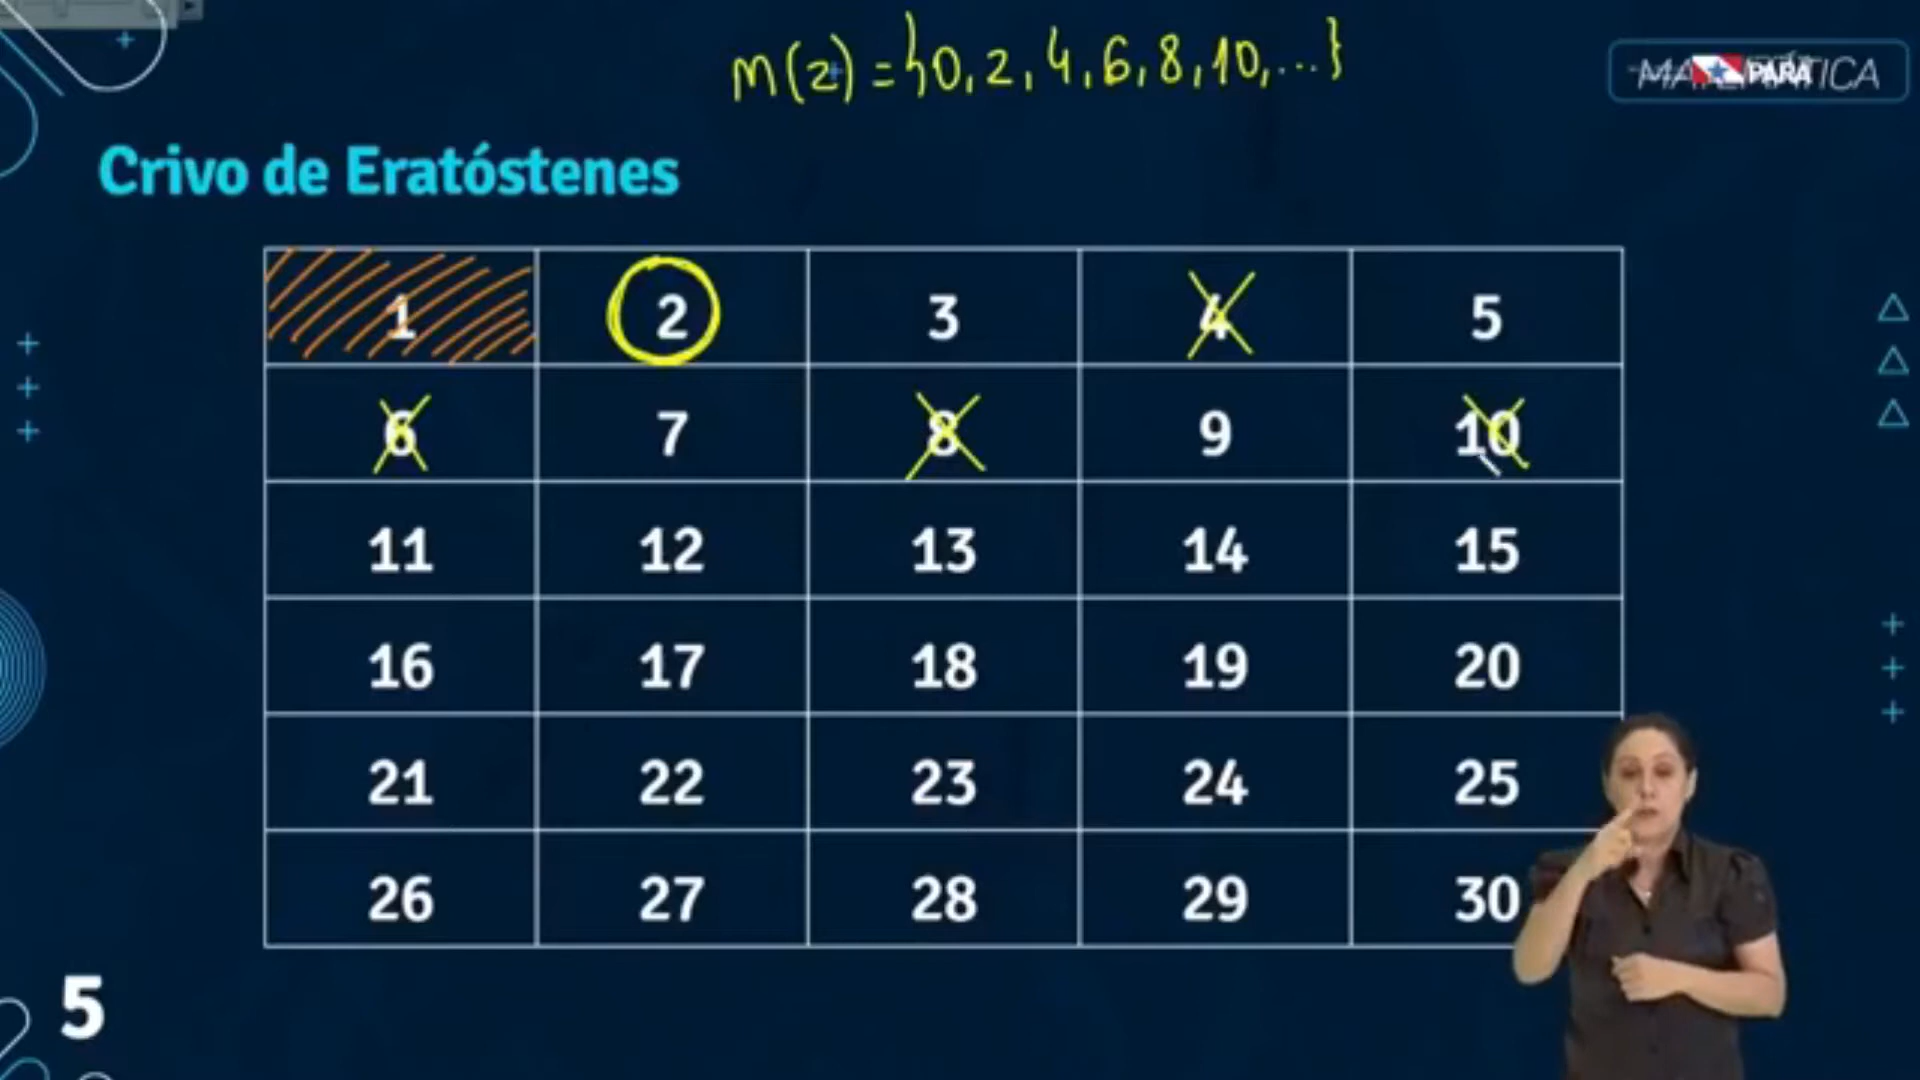 m(2) = {0, 2, 4, 6, 8, 10, ...}
MATEMÁTICA
PARÁ
Crivo de Eratóstenes
1 2 3 4 5
6 7 8 9 10
11 12 13 14 15
16 17 18 19 20
21 22 23 24 25
26 27 28 29 30
5